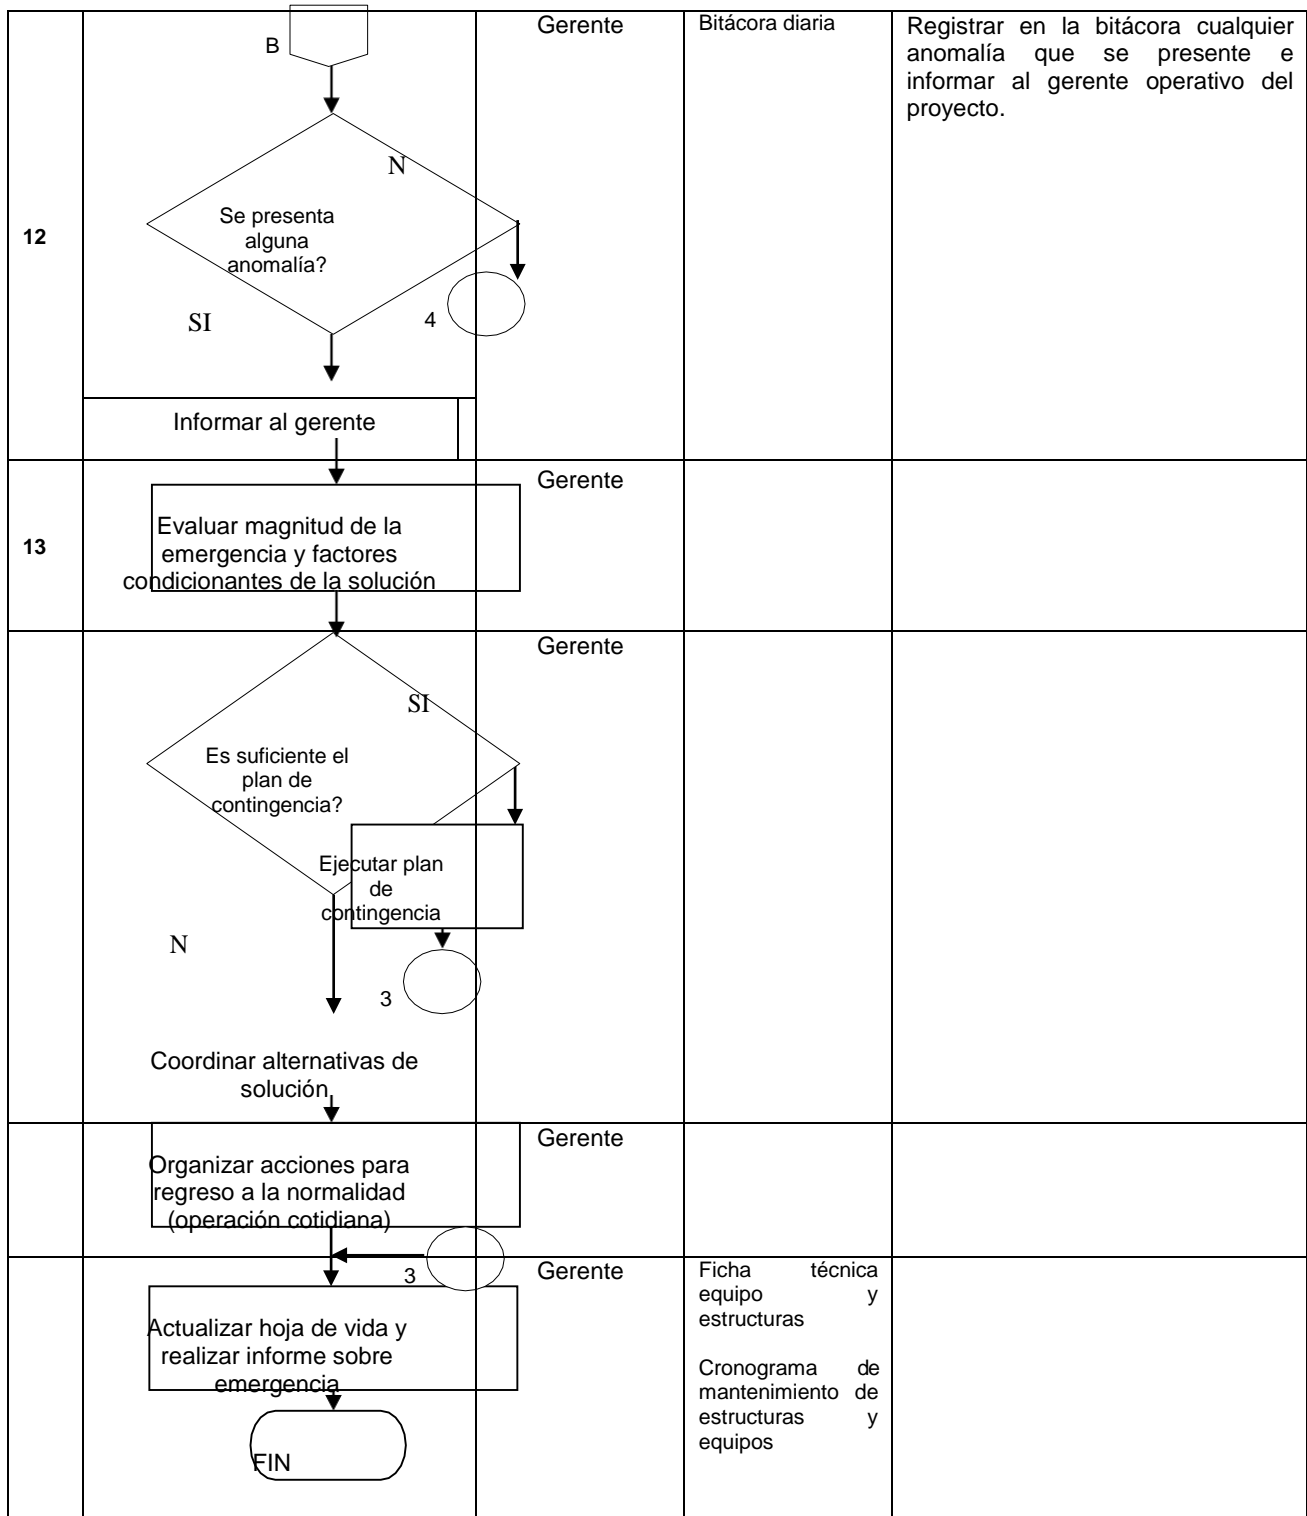 B
Gerente
Bitácora diaria
Registrar en la bitácora cualquier
anomalía que se presente e
informar al gerente operativo del
proyecto.
N
12
Se presenta
alguna
anomalía?
SI
4
Informar al gerente
Gerente
13
Evaluar magnitud de la
emergencia y factores
condicionantes de la solución
Gerente
SI
Es suficiente el
plan de
contingencia?
Ejecutar plan
de
contingencia
N
3
Coordinar alternativas de
solución
Gerente
Organizar acciones para
regreso a la normalidad
(operación cotidiana)
3
Gerente
Ficha técnica
equipo y
estructuras
Cronograma de
mantenimiento de
estructuras y
equipos
Actualizar hoja de vida y
realizar informe sobre
emergencia
FIN